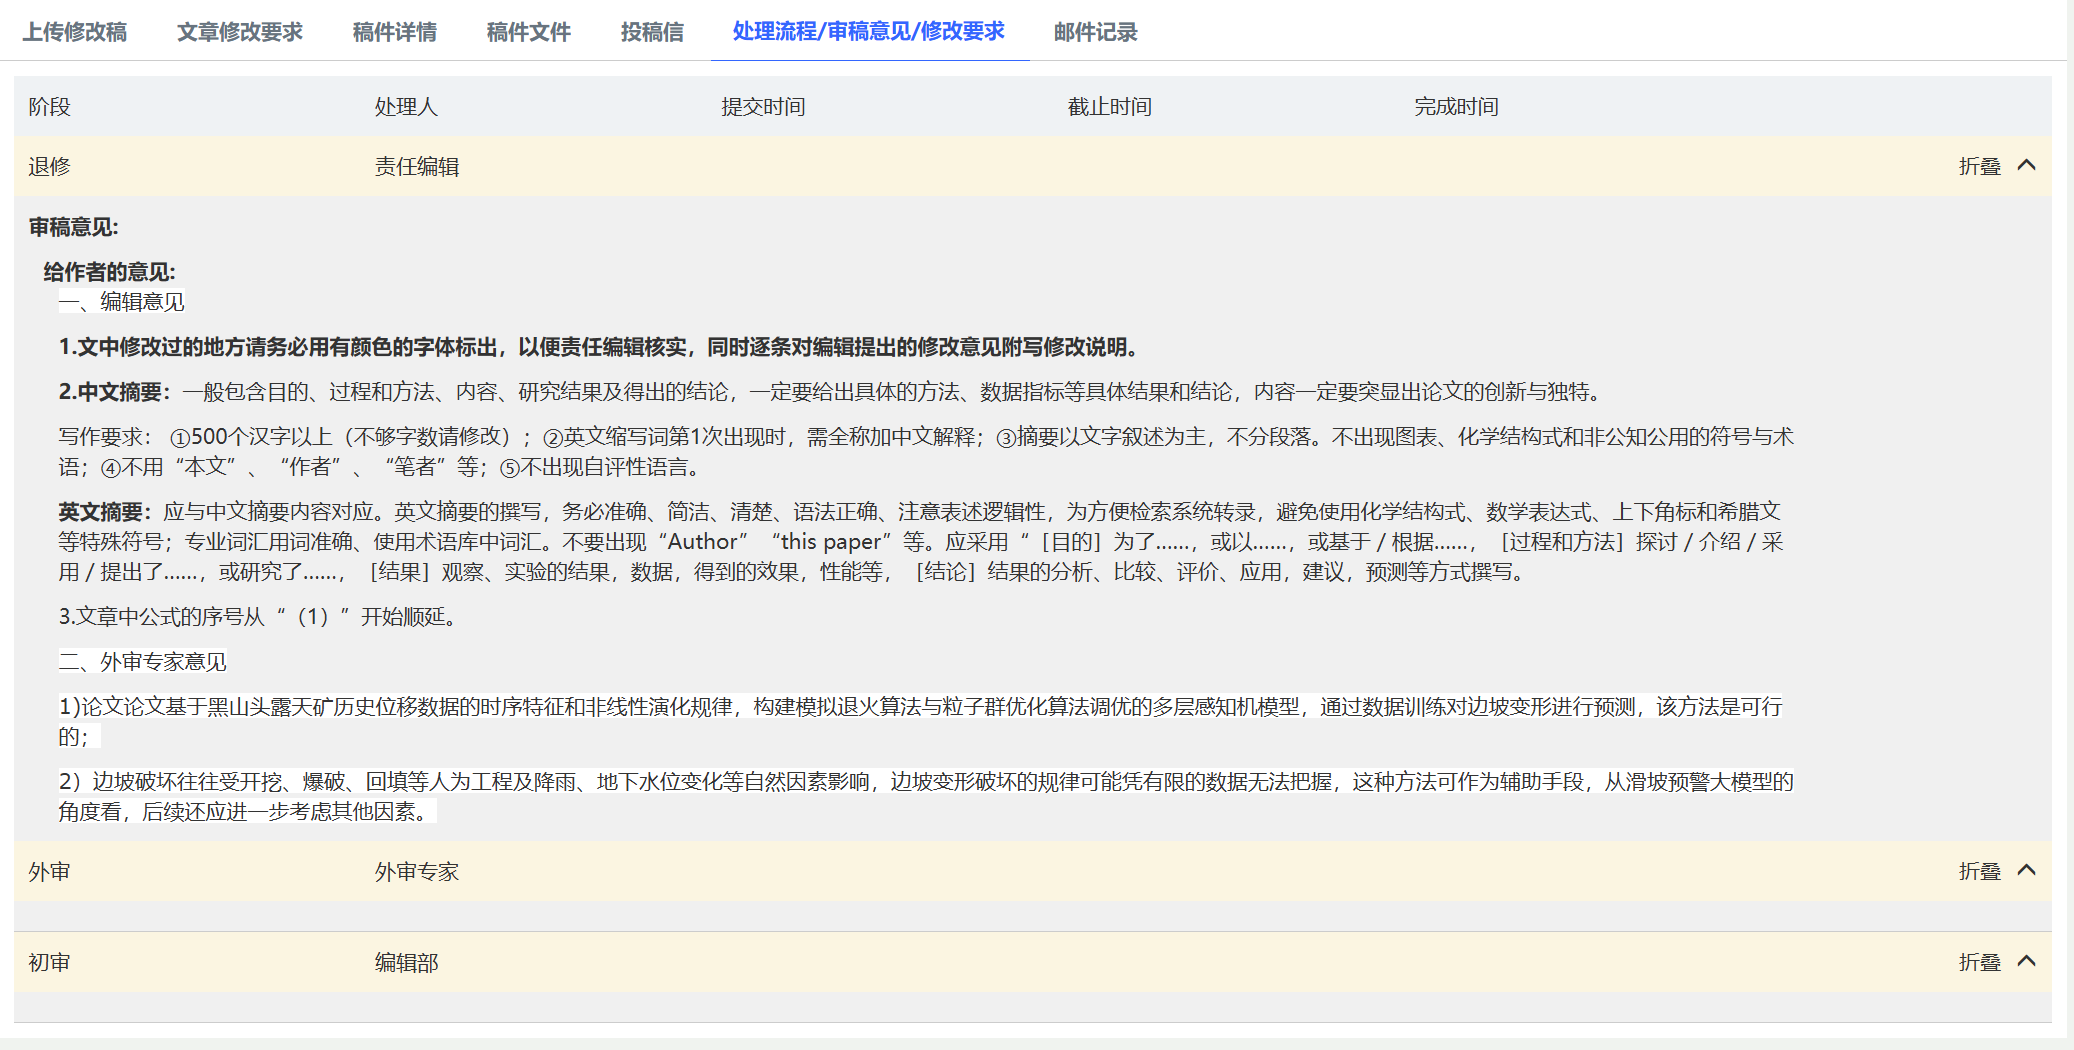 上传修改稿 文章修改要求 稿件详情 稿件文件 投稿信 处理流程/审稿意见/修改要求 邮件记录
阶段 处理人 提交时间 截止时间 完成时间
退修 责任编辑 折叠
审稿意见:
给作者的意见:
一、编辑意见
1.文中修改过的地方请务必用有颜色的字体标出，以便责任编辑核实，同时逐条对编辑提出的修改意见附写修改说明。
2.中文摘要：一般包含目的、过程和方法、内容、研究结果及得出的结论，一定要给出具体的方法、数据指标等具体结果和结论，内容一定要突显出论文的创新与独特。
写作要求： ①500个汉字以上（不够字数请修改）；②英文缩写词第1次出现时，需全称加中文解释；③摘要以文字叙述为主，不分段落。不出现图表、化学结构式和非公知公用的符号与术
语；④不用“本文”、“作者”、“笔者”等；⑤不出现自评性语言。
英文摘要：应与中文摘要内容对应。英文摘要的撰写，务必准确、简洁、清楚、语法正确、注意表述逻辑性，为方便检索系统转录，避免使用化学结构式、数学表达式、上下角标和希腊文
等特殊符号；专业词汇用词准确、使用术语库中词汇。不要出现“Author”“this paper”等。应采用“［目的］为了……，或以……，或基于 / 根据……，［过程和方法］探讨 / 介绍 / 采
用 / 提出了……，或研究了……，［结果］观察、实验的结果，数据，得到的效果，性能等，［结论］结果的分析、比较、评价、应用，建议，预测等方式撰写。
3.文章中公式的序号从“（1）”开始顺延。
二、外审专家意见
1)论文论文基于黑山头露天矿历史位移数据的时序特征和非线性演化规律，构建模拟退火算法与粒子群优化算法调优的多层感知机模型，通过数据训练对边坡变形进行预测，该方法是可行
的；
2）边坡破坏往往受开挖、爆破、回填等人为工程及降雨、地下水位变化等自然因素影响，边坡变形破坏的规律可能凭有限的数据无法把握，这种方法可作为辅助手段，从滑坡预警大模型的
角度看，后续还应进一步考虑其他因素。
外审 外审专家 折叠
初审 编辑部 折叠